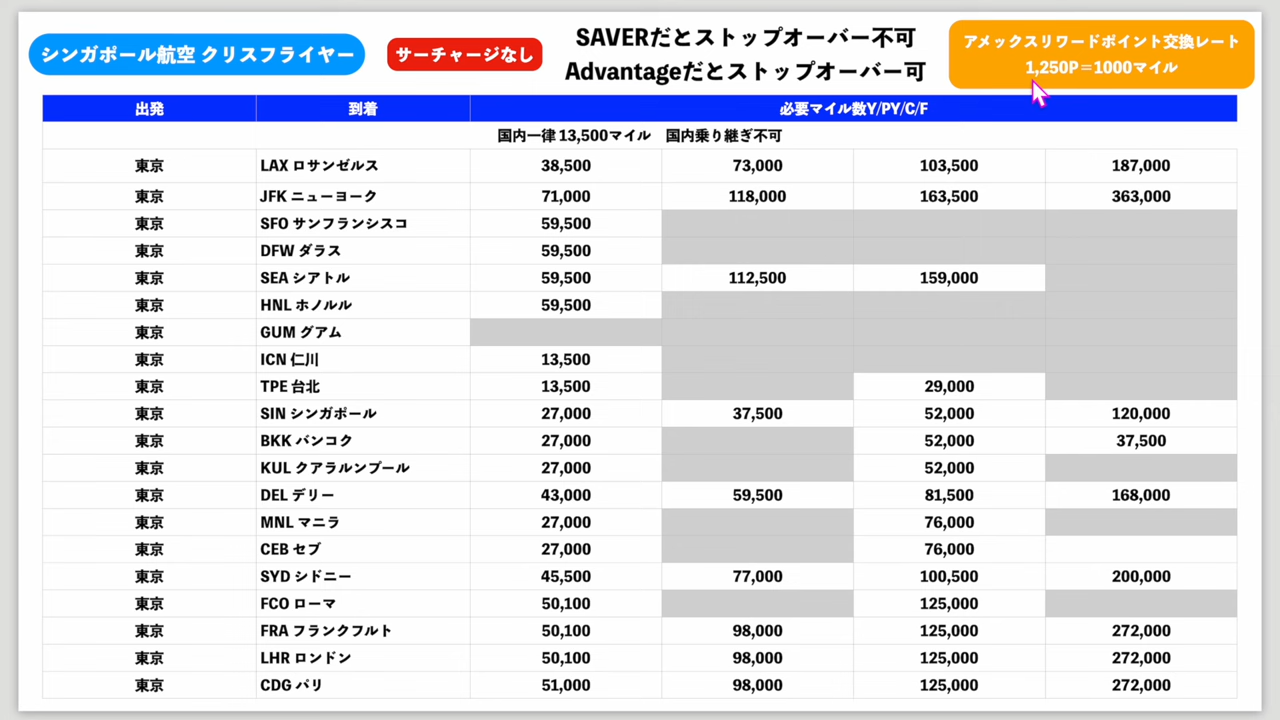 シンガポール航空 クリスフライヤー
サーチャージなし
SAVERだとストップオーバー不可
Advantageだとストップオーバー可
アメックスリワードポイント交換レート
1,250P＝1000マイル
出発 到着 必要マイル数Y/PY/C/F
国内一律 13,500マイル 国内乗り継ぎ不可
東京 LAX ロサンゼルス 38,500 73,000 103,500 187,000
東京 JFK ニューヨーク 71,000 118,000 163,500 363,000
東京 SFO サンフランシスコ 59,500
東京 DFW ダラス 59,500
東京 SEA シアトル 59,500 112,500 159,000
東京 HNL ホノルル 59,500
東京 GUM グアム
東京 ICN 仁川 13,500
東京 TPE 台北 13,500 29,000
東京 SIN シンガポール 27,000 37,500 52,000 120,000
東京 BKK バンコク 27,000 52,000 37,500
東京 KUL クアラルンプール 27,000 52,000
東京 DEL デリー 43,000 59,500 81,500 168,000
東京 MNL マニラ 27,000 76,000
東京 CEB セブ 27,000 76,000
東京 SYD シドニー 45,500 77,000 100,500 200,000
東京 FCO ローマ 50,100 125,000
東京 FRA フランクフルト 50,100 98,000 125,000 272,000
東京 LHR ロンドン 50,100 98,000 125,000 272,000
東京 CDG パリ 51,000 98,000 125,000 272,000